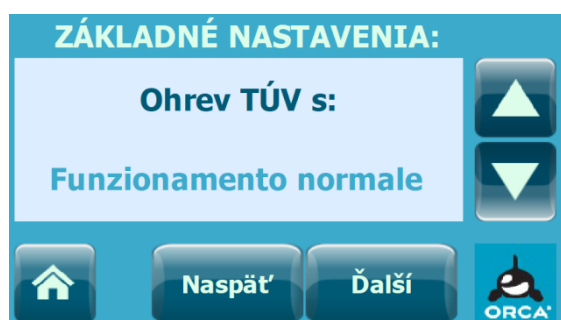 ZÁKLADNÉ NASTAVENIA:
Ohrev TÚV s:
Funzionamento normale
Naspäť Ďalší
ORCA